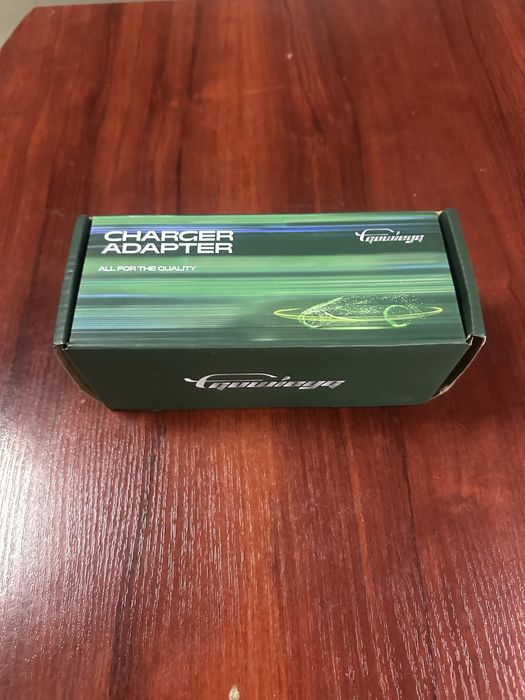 CHARGER
ADAPTER
ALL FOR THE QUALITY